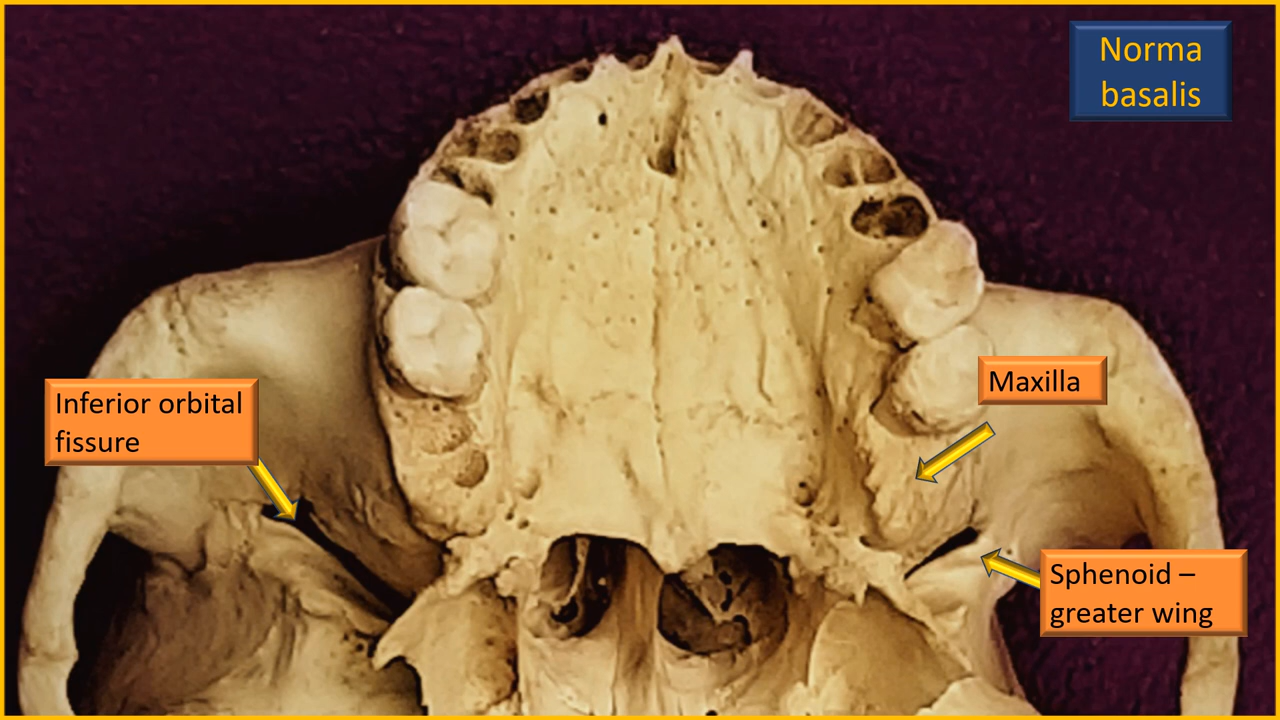 Norma
basalis
Inferior orbital
fissure
Maxilla
Sphenoid –
greater wing